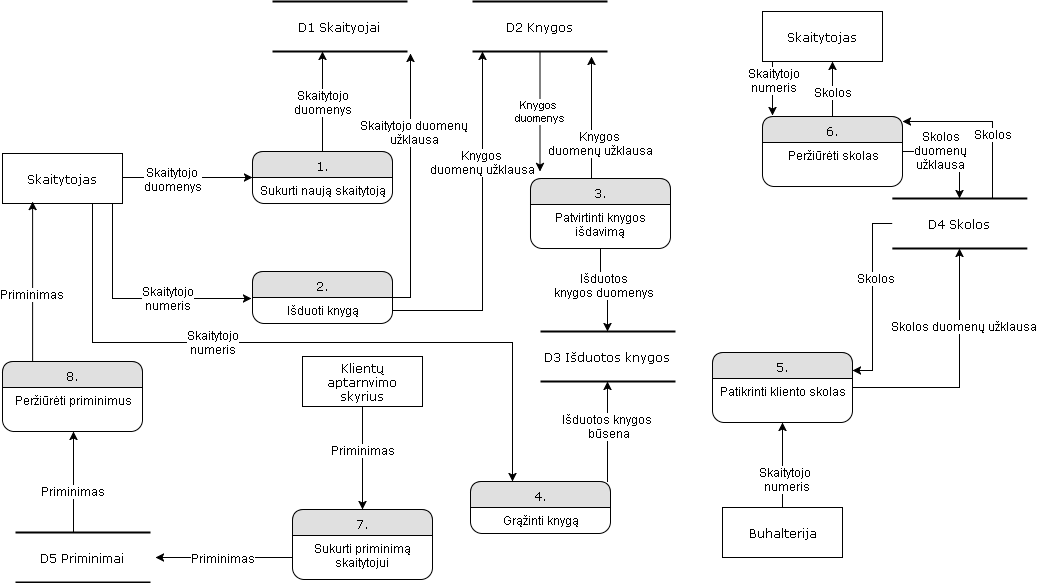 D1 Skaityojai
D2 Knygos
Skaitytojas
Skaitytojo
numeris
Skolos
Skaitytojo
duomenys
Knygos
duomenys
Skaitytojo duomenų
užklausa
Knygos
duomenų užklausa
Knygos
duomenų užklausa
6.
Peržiūrėti skolas
Skolos
duomenų
užklausa
Skolos
Skaitytojas
Skaitytojo
duomenys
1.
Sukurti naują skaitytoją
3.
Patvirtinti knygos
išdavimą
D4 Skolos
Priminimas
Skaitytojo
numeris
2.
Išduoti knygą
Išduotos
knygos duomenys
Skolos
Skolos duomenų užklausa
Skaitytojo
numeris
D3 Išduotos knygos
8.
Peržiūrėti priminimus
Klientų
aptarnvimo
skyrius
5.
Patikrinti kliento skolas
Išduotos knygos
būsena
Priminimas
Priminimas
Skaitytojo
numeris
4.
Grąžinti knygą
7.
Sukurti priminimą
skaitytojui
Buhalterija
D5 Priminimai
Priminimas